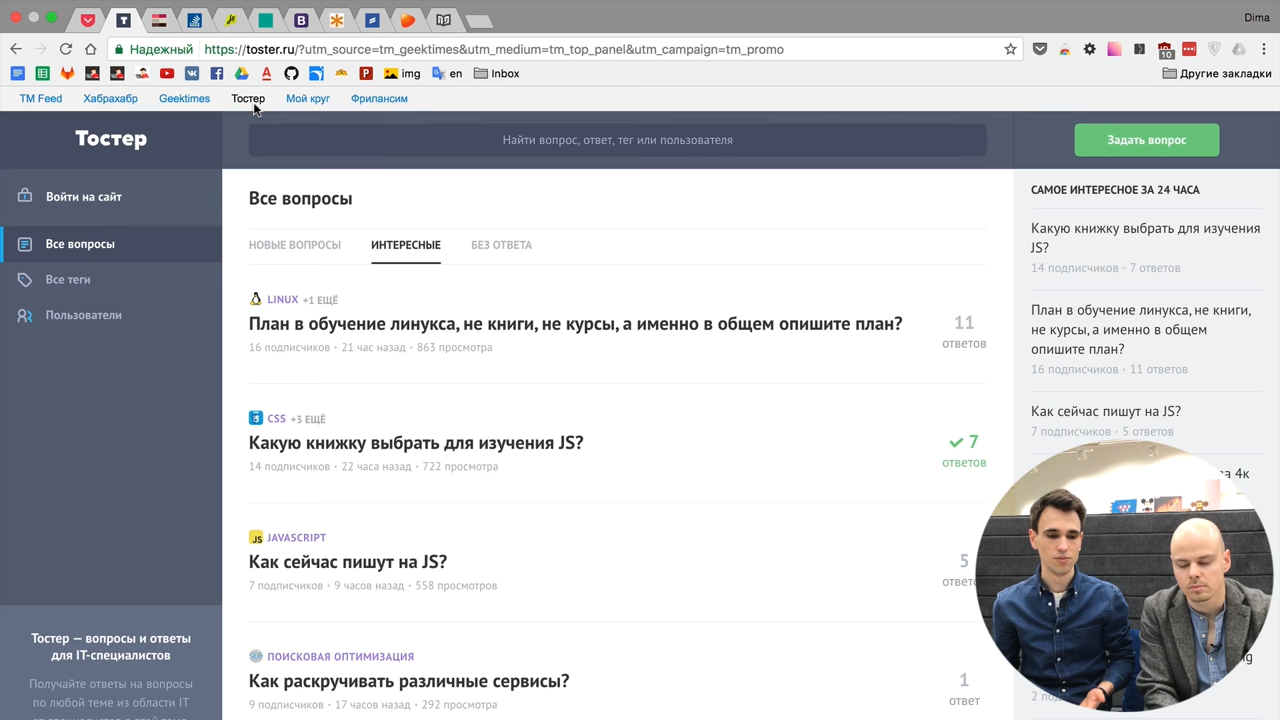 Dima
Надежный
https://toster.ru/?utm_source=tm_geektimes&utm_medium=tm_top_panel&utm_campaign=tm_promo
10
img
en
Inbox
Другие закладки
TM Feed
Хабрахабр
Geektimes
Тостер
Мой круг
Фрилансим
Тостер
Найти вопрос, ответ, тег или пользователя
Задать вопрос
Войти на сайт
Все вопросы
Все теги
Пользователи
Тостер — вопросы и ответы
для IT-специалистов
Получайте ответы на вопросы
по любой теме из области IT
Все вопросы
НОВЫЕ ВОПРОСЫ
ИНТЕРЕСНЫЕ
БЕЗ ОТВЕТА
LINUX +1 ЕЩЁ
План в обучение линукса, не книги, не курсы, а именно в общем опишите план?
16 подписчиков • 21 час назад • 863 просмотра
11
ответов
CSS +3 ЕЩЁ
Какую книжку выбрать для изучения JS?
14 подписчиков • 22 часа назад • 722 просмотра
7
ответов
JS JAVASCRIPT
Как сейчас пишут на JS?
7 подписчиков • 9 часов назад • 558 просмотров
5
SEO ПОИСКОВАЯ ОПТИМИЗАЦИЯ
Как раскручивать различные сервисы?
9 подписчиков • 17 часов назад • 292 просмотра
1
ответ
САМОЕ ИНТЕРЕСНОЕ ЗА 24 ЧАСА
Какую книжку выбрать для изучения
JS?
14 подписчиков • 7 ответов
План в обучение линукса, не книги,
не курсы, а именно в общем
опишите план?
16 подписчиков • 11 ответов
Как сейчас пишут на JS?
7 подписчиков • 5 ответов
4к